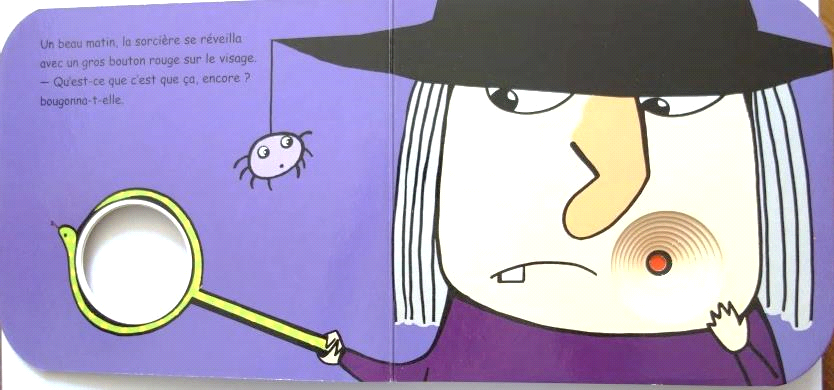 Un beau matin, la sorcière se réveilla
avec un gros bouton rouge sur le visage.
— Qu'est-ce que c'est que ça, encore ?
bougonna-t-elle.